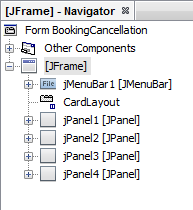 [JFrame] - Navigator
Form BookingCancellation
Other Components
[JFrame]
File jMenuBar1 [JMenuBar]
CardLayout
jPanel1 [JPanel]
jPanel2 [JPanel]
jPanel3 [JPanel]
jPanel4 [JPanel]